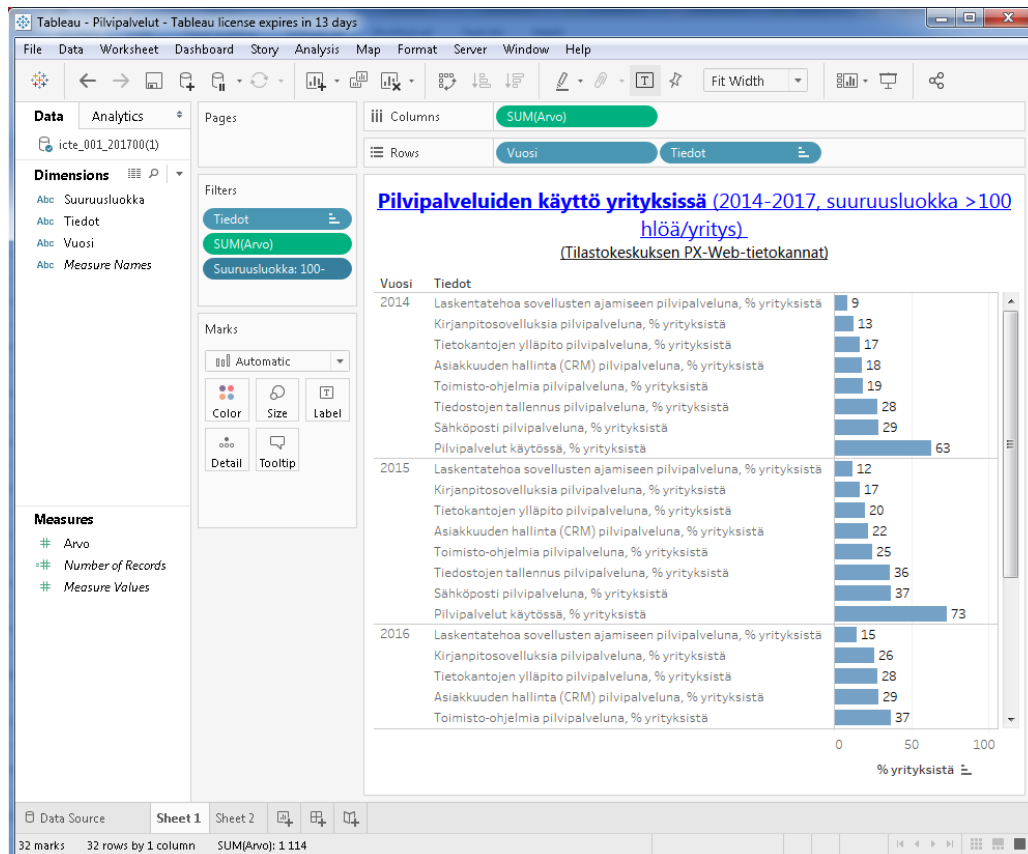 Tableau - Pilvipalvelut - Tableau license expires in 13 days
File Data Worksheet Dashboard Story Analysis Map Format Server Window Help
Fit Width
Data Analytics
icte_001_201700(1)
Dimensions
Abc Suuruusluokka
Abc Tiedot
Abc Vuosi
Abc Measure Names
Measures
# Arvo
=# Number of Records
# Measure Values
Pages
Filters
Tiedot
SUM(Arvo)
Suuruusluokka: 100-
Marks
Automatic
Color Size Label
Detail Tooltip
Columns SUM(Arvo)
Rows Vuosi Tiedot
Pilvipalveluiden käyttö yrityksissä (2014-2017, suuruusluokka >100
hlöä/yritys)
(Tilastokeskuksen PX-Web-tietokannat)
Vuosi Tiedot
2014 Laskentatehoa sovellusten ajamiseen pilvipalveluna, % yrityksistä 9
Kirjanpitosovelluksia pilvipalveluna, % yrityksistä 13
Tietokantojen ylläpito pilvipalveluna, % yrityksistä 17
Asiakkuuden hallinta (CRM) pilvipalveluna, % yrityksistä 18
Toimisto-ohjelmia pilvipalveluna, % yrityksistä 19
Tiedostojen tallennus pilvipalveluna, % yrityksistä 28
Sähköposti pilvipalveluna, % yrityksistä 29
Pilvipalvelut käytössä, % yrityksistä 63
2015 Laskentatehoa sovellusten ajamiseen pilvipalveluna, % yrityksistä 12
Kirjanpitosovelluksia pilvipalveluna, % yrityksistä 17
Tietokantojen ylläpito pilvipalveluna, % yrityksistä 20
Asiakkuuden hallinta (CRM) pilvipalveluna, % yrityksistä 22
Toimisto-ohjelmia pilvipalveluna, % yrityksistä 25
Tiedostojen tallennus pilvipalveluna, % yrityksistä 36
Sähköposti pilvipalveluna, % yrityksistä 37
Pilvipalvelut käytössä, % yrityksistä 73
2016 Laskentatehoa sovellusten ajamiseen pilvipalveluna, % yrityksistä 15
Kirjanpitosovelluksia pilvipalveluna, % yrityksistä 26
Tietokantojen ylläpito pilvipalveluna, % yrityksistä 28
Asiakkuuden hallinta (CRM) pilvipalveluna, % yrityksistä 29
Toimisto-ohjelmia pilvipalveluna, % yrityksistä 37
0 50 100
% yrityksistä
Data Source Sheet 1 Sheet 2
32 marks 32 rows by 1 column SUM(Arvo): 1 114